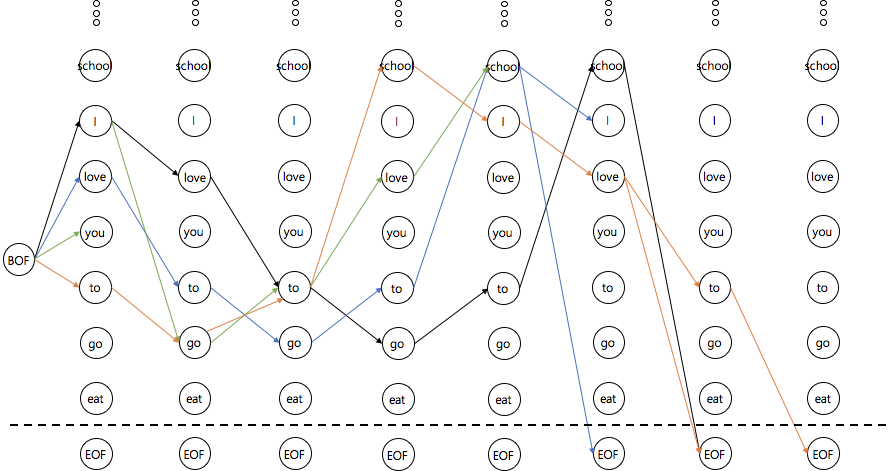 school school school school school school school school
I I I I I I I I
love love love love love love love love
you you you you you you you you
BOF
to to to to to to to to
go go go go go go go go
eat eat eat eat eat eat eat eat
EOF EOF EOF EOF EOF EOF EOF EOF